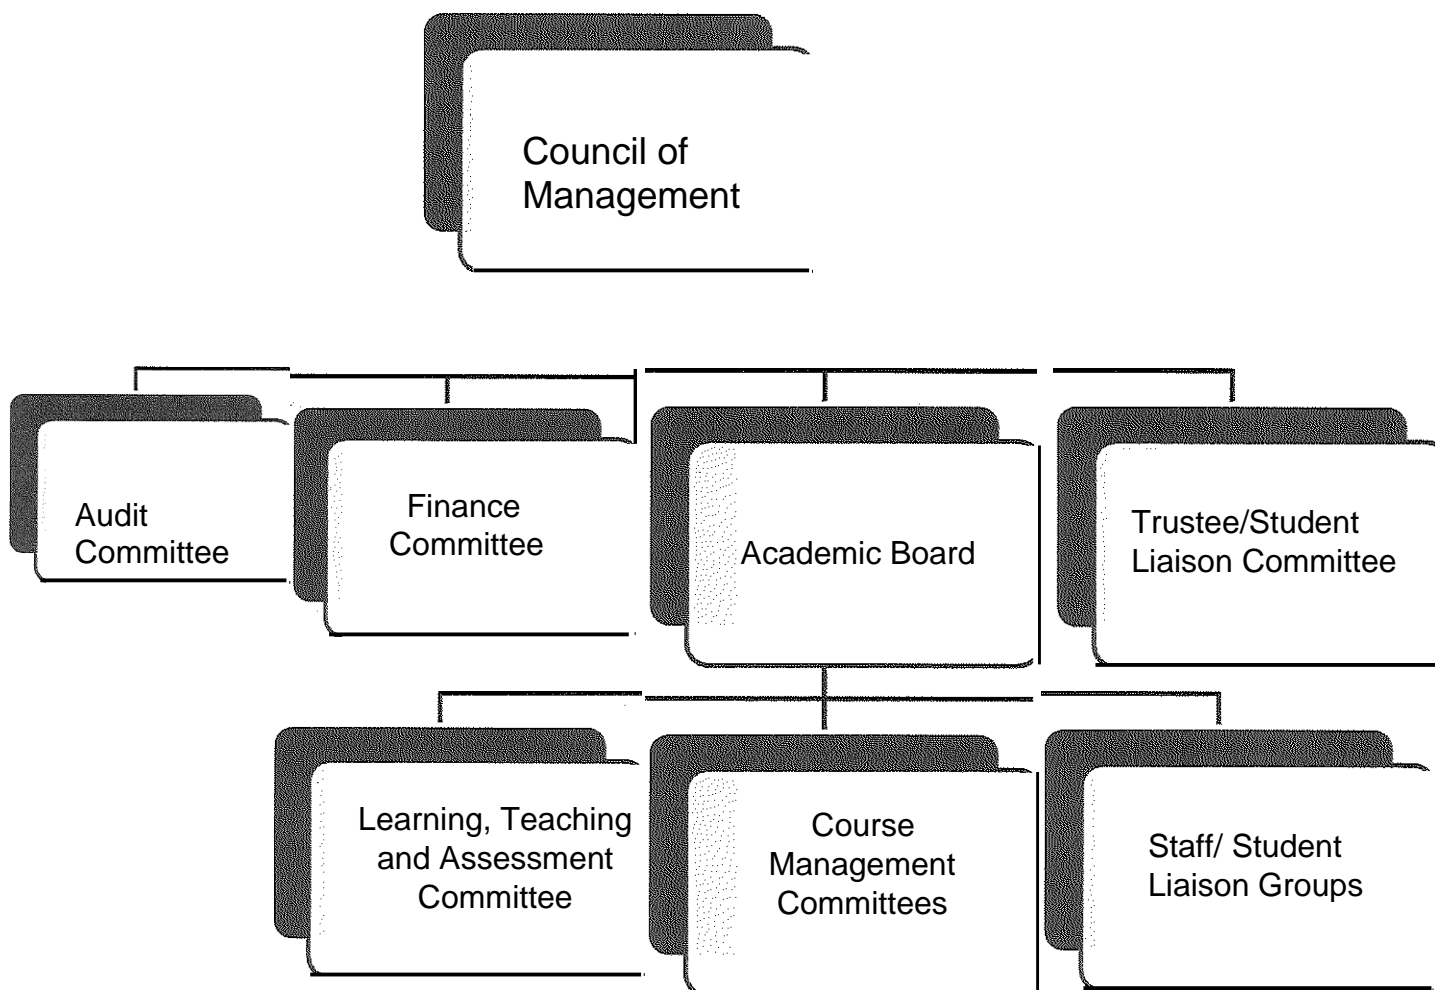 Council of
Management
Audit
Committee
Finance
Committee
Academic Board
Trustee/Student
Liaison Committee
Learning, Teaching
and Assessment
Committee
Course
Management
Committees
Staff/ Student
Liaison Groups